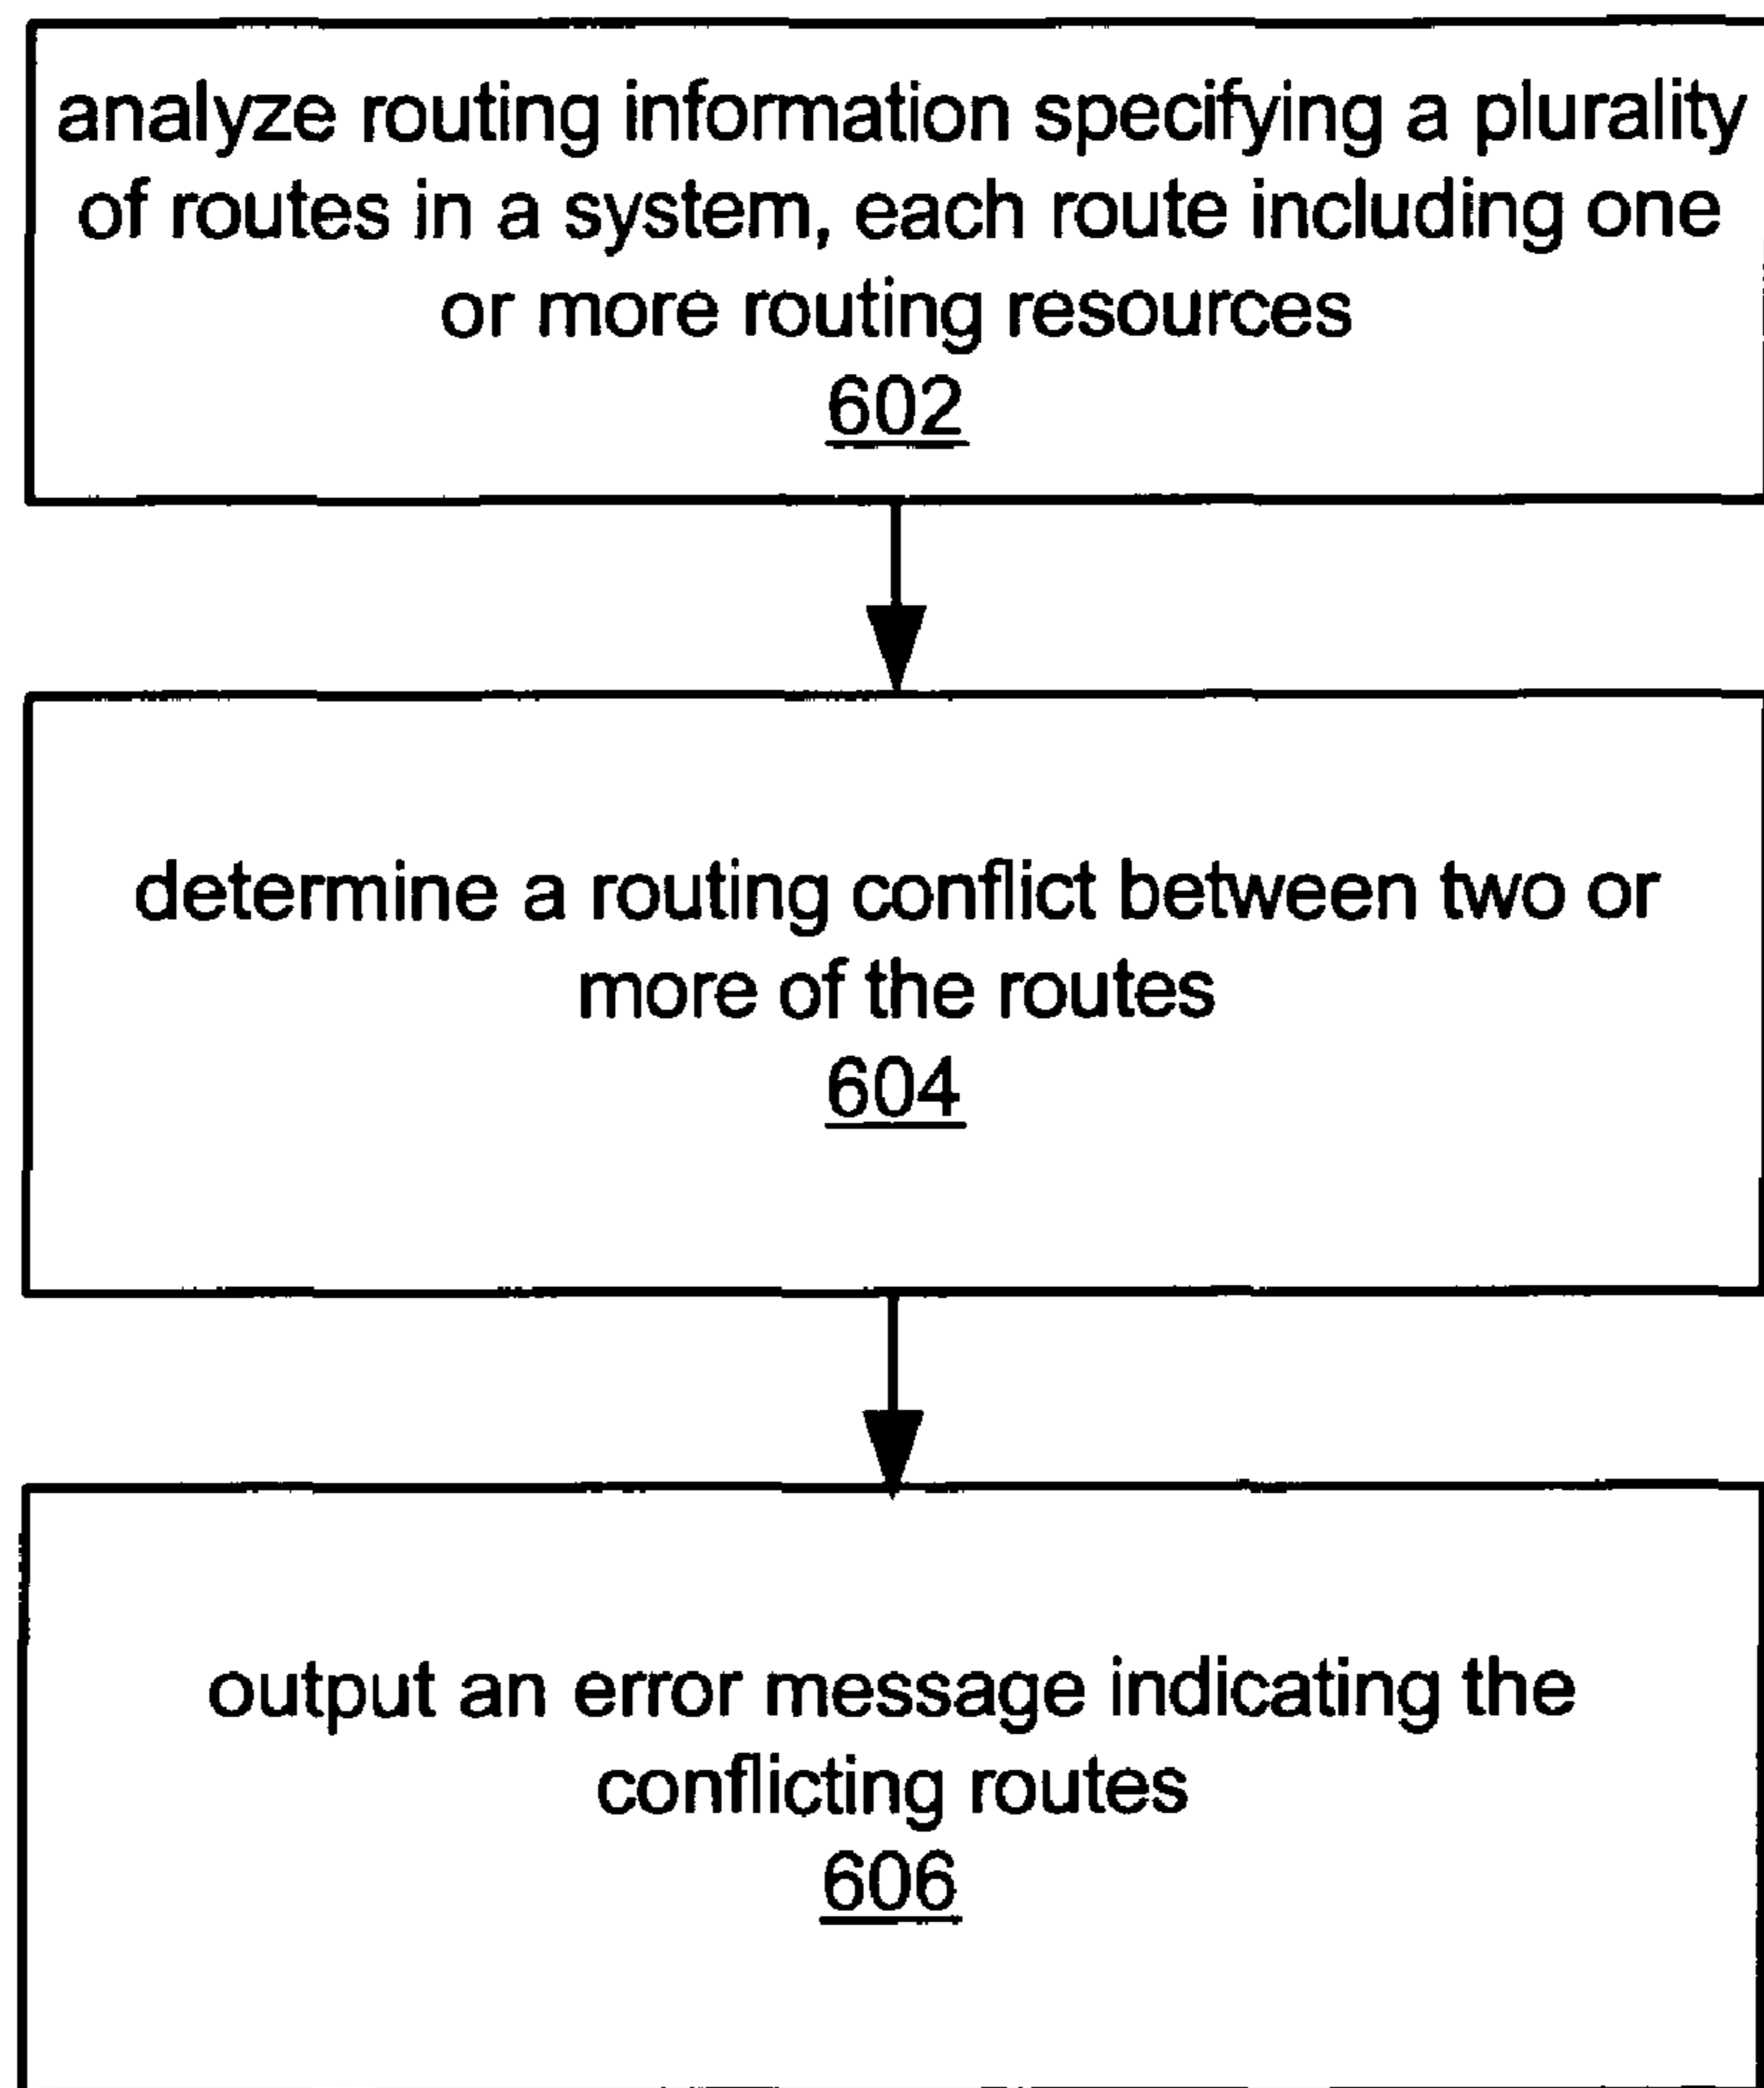 analyze routing information specifying a plurality
of routes in a system, each route including one
or more routing resources
602
determine a routing conflict between two or
more of the routes
604
output an error message indicating the
conflicting routes
606